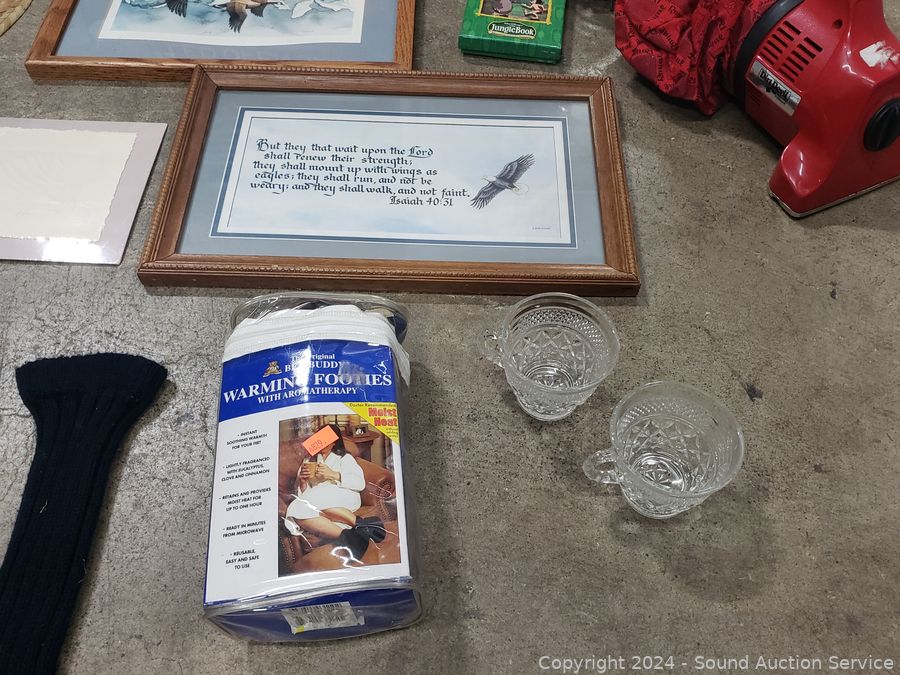 JungleBook
Dirt Devil
But they that wait upon the Lord
shall renew their strength;
they shall mount up with wings as
eagles; they shall run, and not be
weary; and they shall walk, and not faint.
Isaiah 40:31
Original
WARMING FOOTIES
WITH AROMATHERAPY
Doctor Recommended
Moist
Heat
· INSTANT
SOOTHING WARMTH
FOR YOUR FEET
· LIGHTLY FRAGRANCED
WITH EUCALYPTUS,
CLOVE AND CINNAMON
· RETAINS AND PROVIDES
MOIST HEAT FOR
UP TO ONE HOUR
· READY IN MINUTES
FROM MICROWAVE
· REUSABLE,
EASY AND SAFE
TO USE
Copyright © 2024 - Sound Auction Service